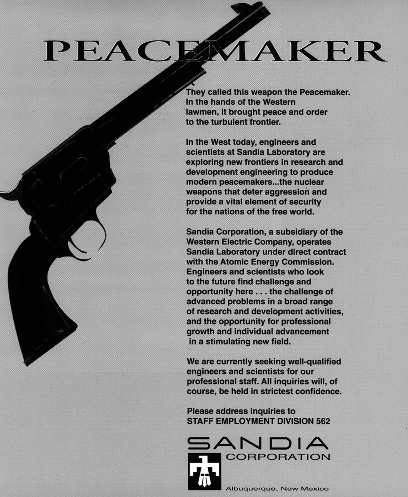 PEACEMAKER
They called this weapon the Peacemaker.
In the hands of the Western
lawmen, it brought peace and order
to the turbulent frontier.
In the West today, engineers and
scientists at Sandia Laboratory are
exploring new frontiers in research and
development engineering to produce
modern peacemakers...the nuclear
weapons that deter aggression and
provide a vital element of security
for the nations of the free world.
Sandia Corporation, a subsidiary of the
Western Electric Company, operates
Sandia Laboratory under direct contract
with the Atomic Energy Commission.
Engineers and scientists who look
to the future find challenge and
opportunity here . . . the challenge of
advanced problems in a broad range
of research and development activities,
and the opportunity for professional
growth and individual advancement
in a stimulating new field.
We are currently seeking well-qualified
engineers and scientists for our
professional staff. All inquiries will, of
course, be held in strictest confidence.
Please address inquiries to
STAFF EMPLOYMENT DIVISION 562
SANDIA
CORPORATION
Albuquerque, New Mexico